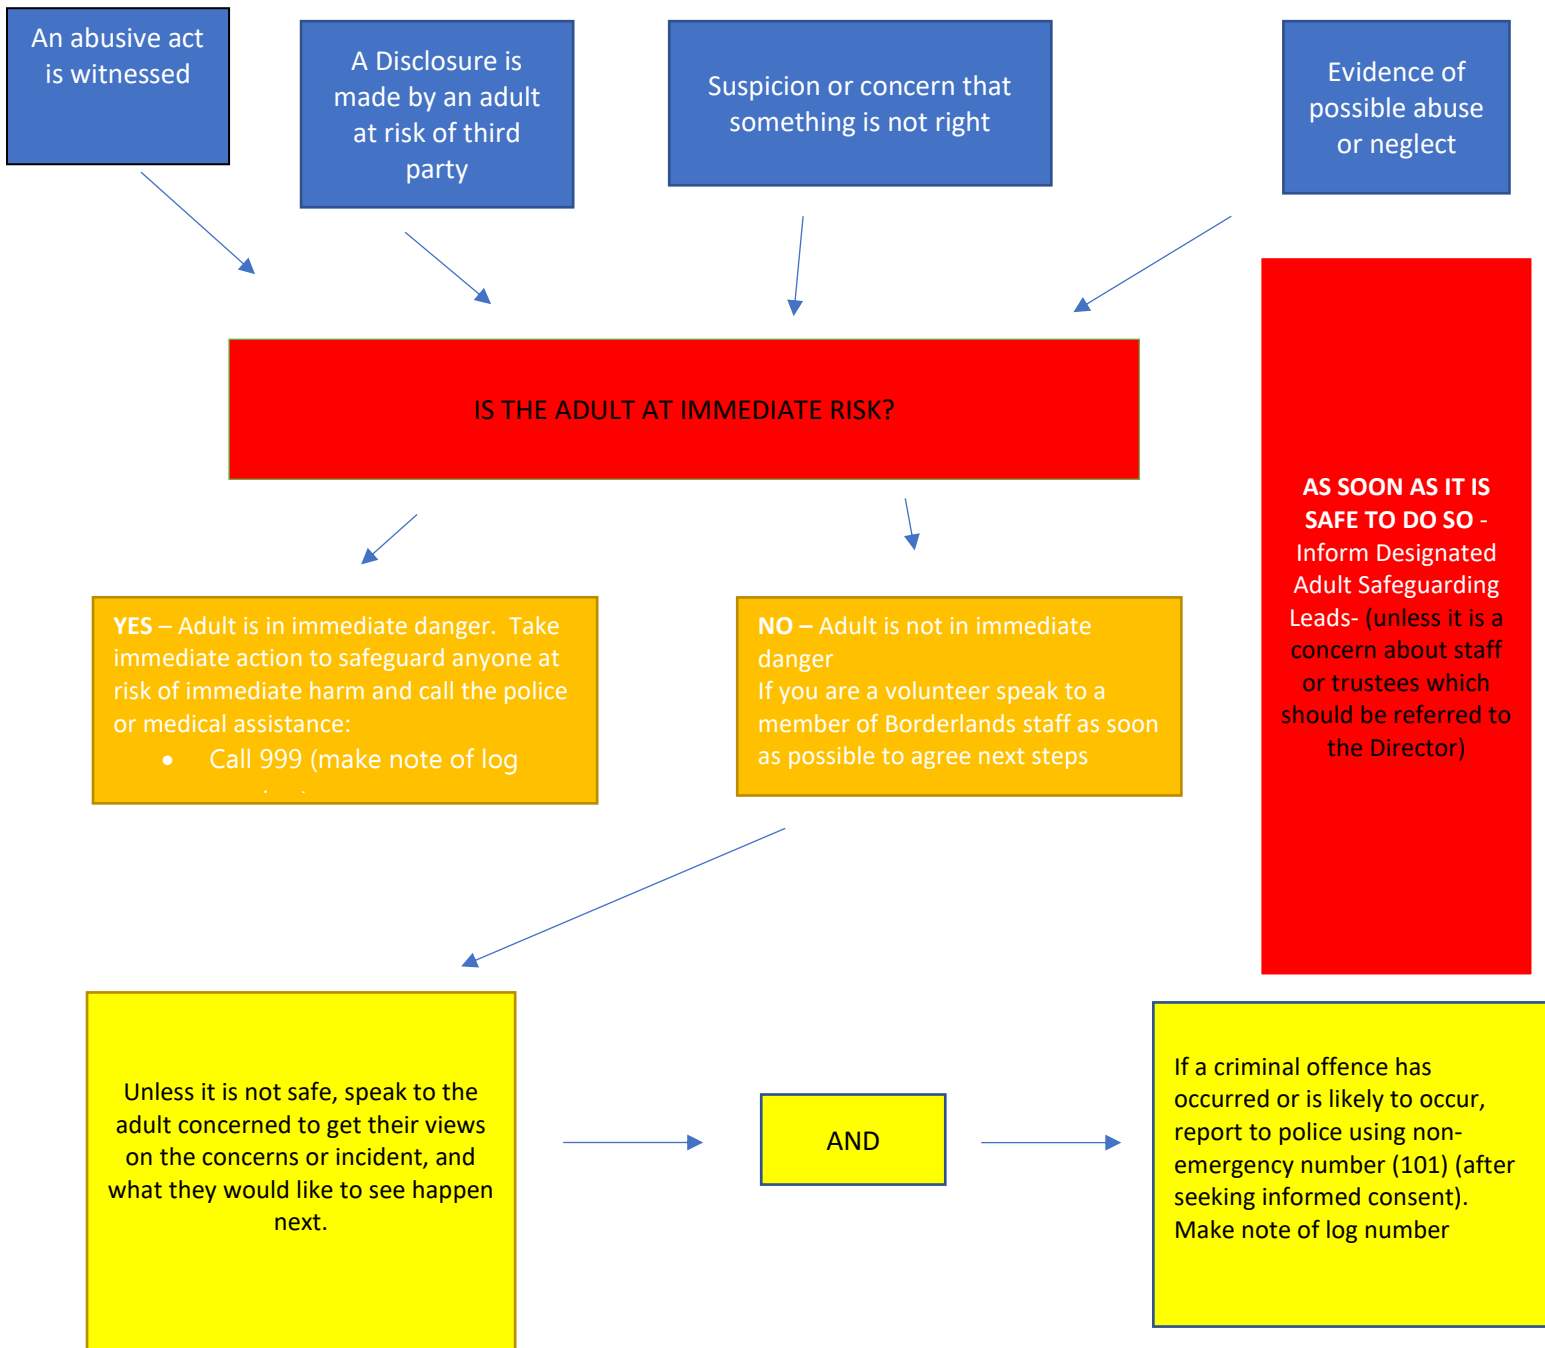 An abusive act
is witnessed
A Disclosure is
made by an adult
at risk of third
party
Suspicion or concern that
something is not right
Evidence of
possible abuse
or neglect
IS THE ADULT AT IMMEDIATE RISK?
AS SOON AS IT IS
SAFE TO DO SO -
Inform Designated
Adult Safeguarding
Leads- (unless it is a
concern about staff
or trustees which
should be referred to
the Director)
YES – Adult is in immediate danger. Take
immediate action to safeguard anyone at
risk of immediate harm and call the police
or medical assistance:
• Call 999 (make note of log
NO – Adult is not in immediate
danger
If you are a volunteer speak to a
member of Borderlands staff as soon
as possible to agree next steps
Unless it is not safe, speak to the
adult concerned to get their views
on the concerns or incident, and
what they would like to see happen
next.
AND
If a criminal offence has
occurred or is likely to occur,
report to police using non-
emergency number (101) (after
seeking informed consent).
Make note of log number